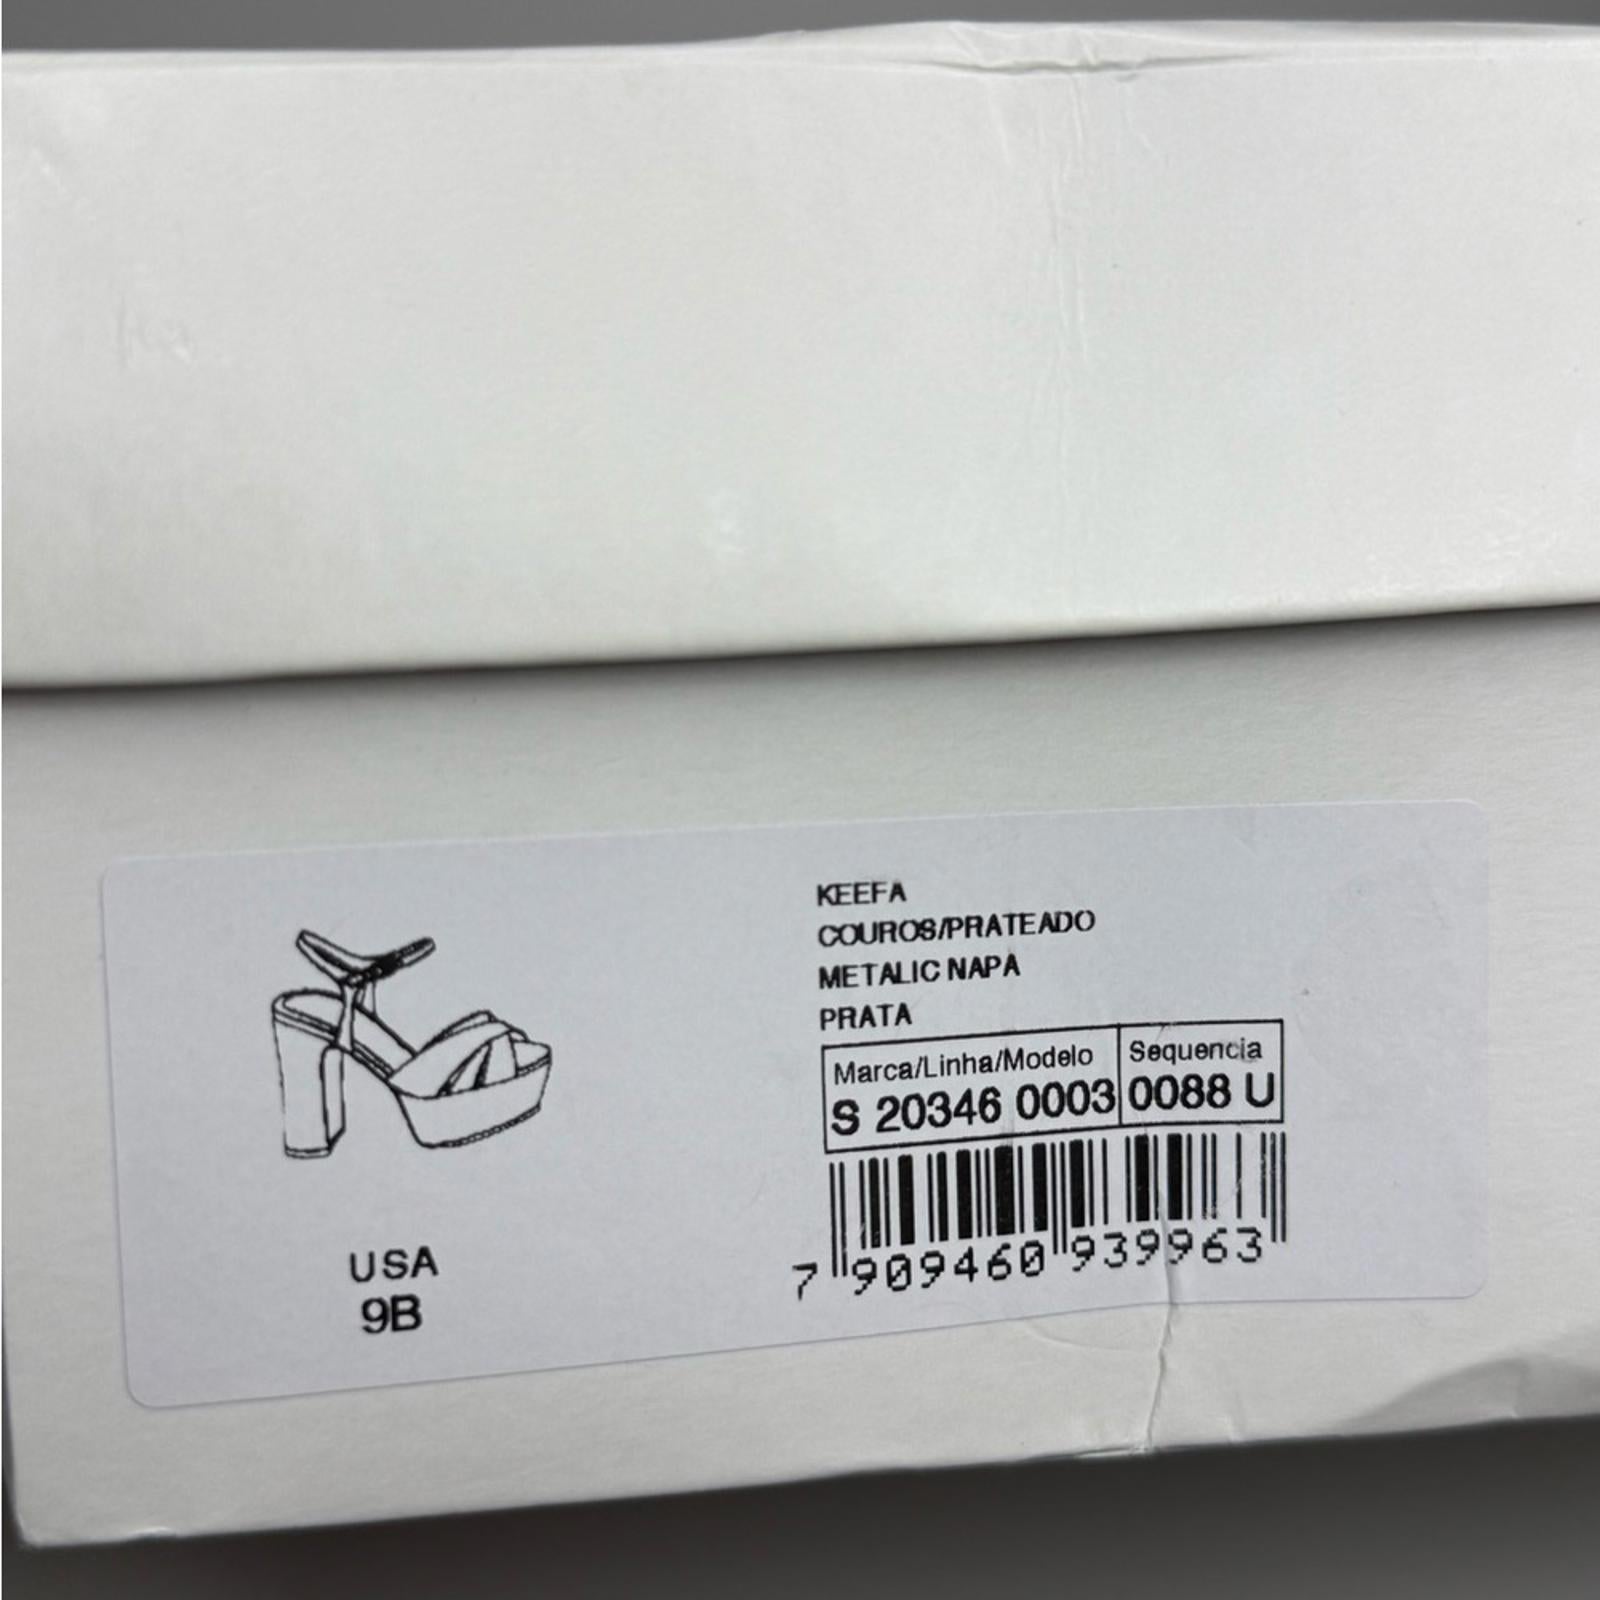 KEEFA
COUROS/PRATEADO
METALIC NAPA
PRATA
Marca/Linha/Modelo Sequencia
S 20346 0003 0088 U
7 909460 939963
USA
9B